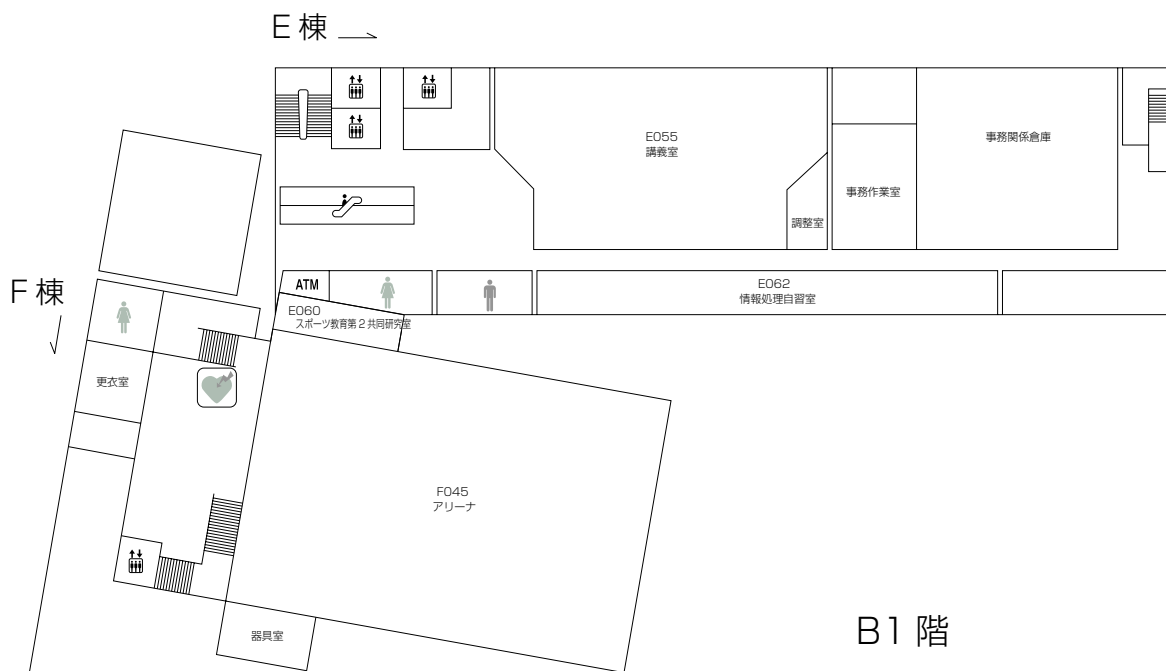 E 棟
E055
講義室
事務関係倉庫
事務作業室
調整室
F 棟
ATM
E062
情報処理自習室
E060
スポーツ教育第 2 共同研究室
更衣室
F045
アリーナ
器具室
B1 階